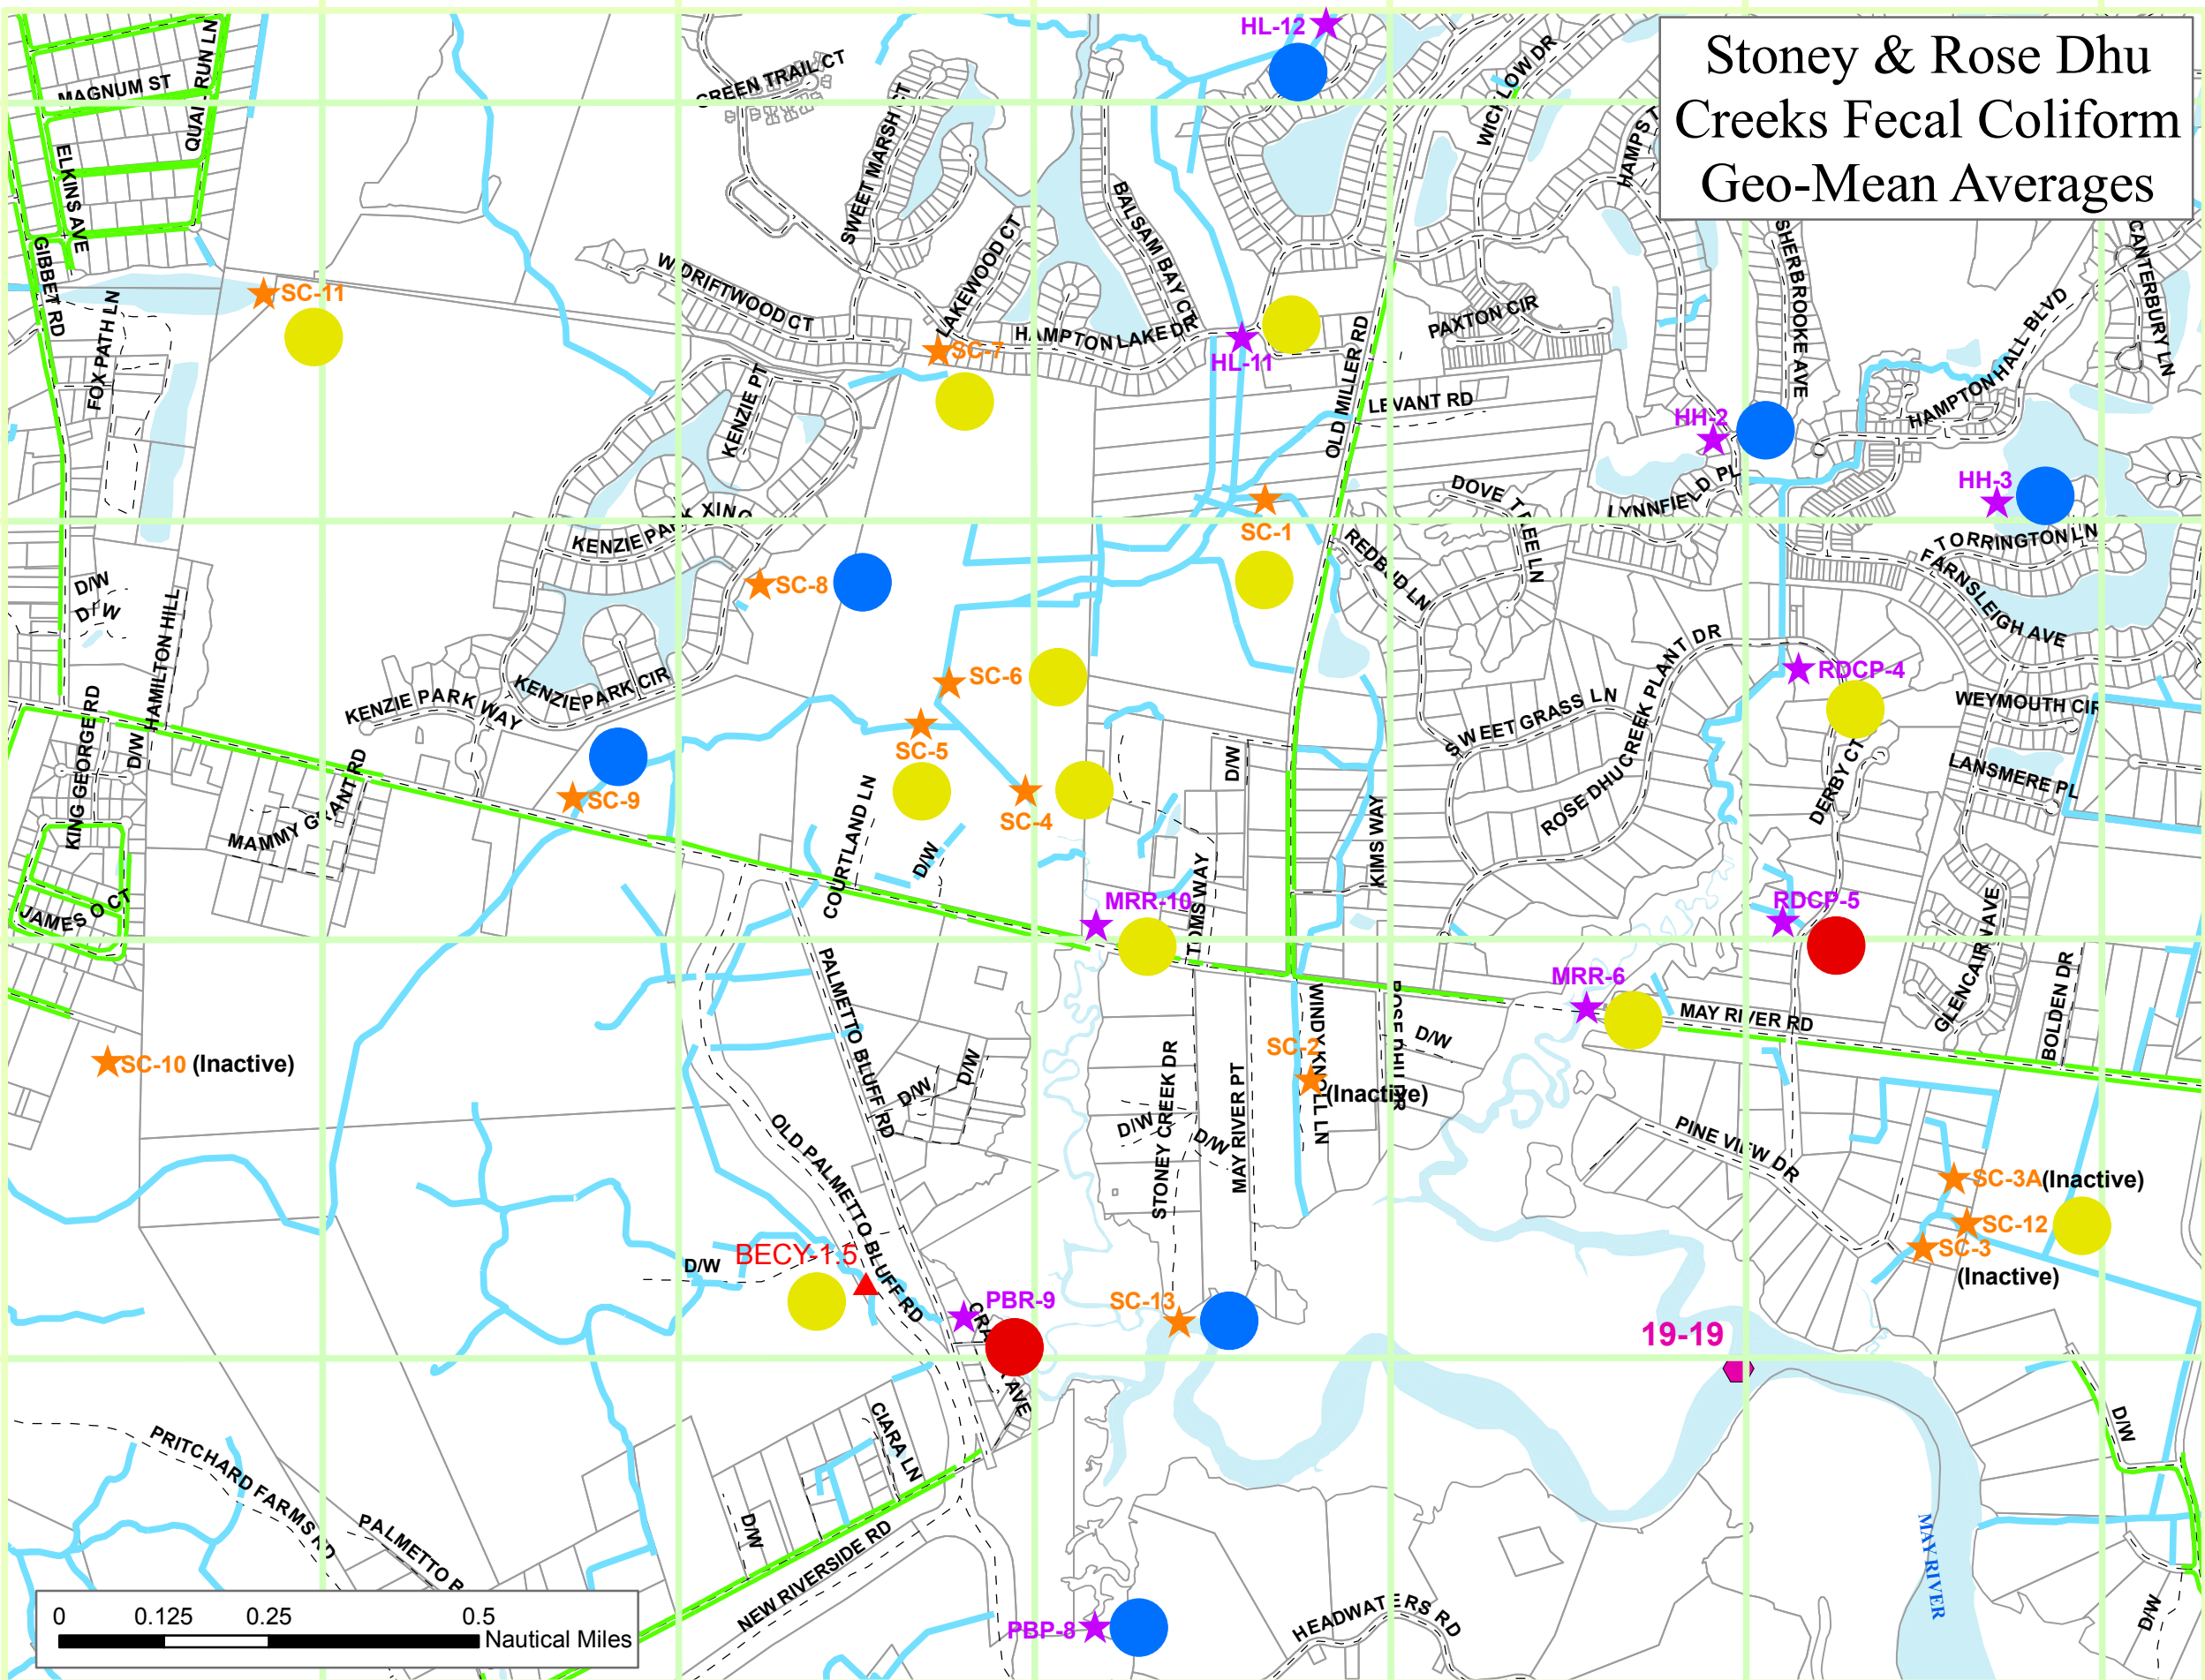 Stoney & Rose Dhu
Creeks Fecal Coliform
Geo-Mean Averages
HL-12
GREEN TRAIL CT
MAGNUM ST
ELKINS AVE
GIBBET RD
SWEET MARSH CT
LAKEWOOD CT
BALSAM BAY CT
W DRIFTWOOD CT
HAMPTON LAKE DR
PAXTON CIR
SHERBROOKE AVE
CANTERBURY LN
HAMPTON HALL BLVD
SC-11
SC-7
HL-11
FOX PATH LN
KENZIE PT
OLD MILLER RD
LEVANT RD
HH-2
HH-3
LYNNFIELD PL
DOVE TREE LN
TORRINGTON LN
FARNSLEIGH AVE
SC-1
REDBUD LN
D/W
D/W
HAMILTON HILL
SC-8
SC-6
SC-5
SC-4
SC-9
KENZIE PARK CIR
KENZIE PARK WAY
KING GEORGE RD
D/W
MAMMY GRANT RD
JAMES O CT
COURTLAND LN
D/W
D/W
KIMS WAY
SWEET GRASS LN
ROSE DHU CREEK PLANT DR
RDCP-4
DERBY CT
WEYMOUTH CIR
LANSMERE PL
RDCP-5
GLENCAIRN AVE
BOLDEN DR
MRR-10
TOMS WAY
MRR-6
MAY RIVER RD
D/W
SC-10 (Inactive)
PALMETTO BLUFF RD
OLD PALMETTO BLUFF RD
D/W
D/W
STONEY CREEK DR
D/W
D/W
MAY RIVER PT
SC-2
(Inactive)
WINDY KNOLL LN
PINE VIEW DR
SC-3A (Inactive)
SC-12
SC-3
(Inactive)
BECY-1.5
D/W
PBR-9
SC-13
19-19
CIARA LN
D/W
NEW RIVERSIDE RD
PRITCHARD FARMS RD
PALMETTO B
PBP-8
HEADWATERS RD
MAY RIVER
D/W
D/W
0 0.125 0.25 0.5
Nautical Miles